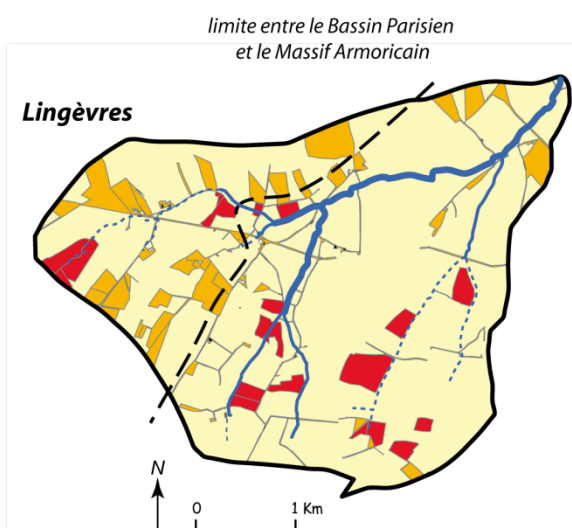 limite entre le Bassin Parisien
et le Massif Armoricain
Lingèvres
N
0 1 Km